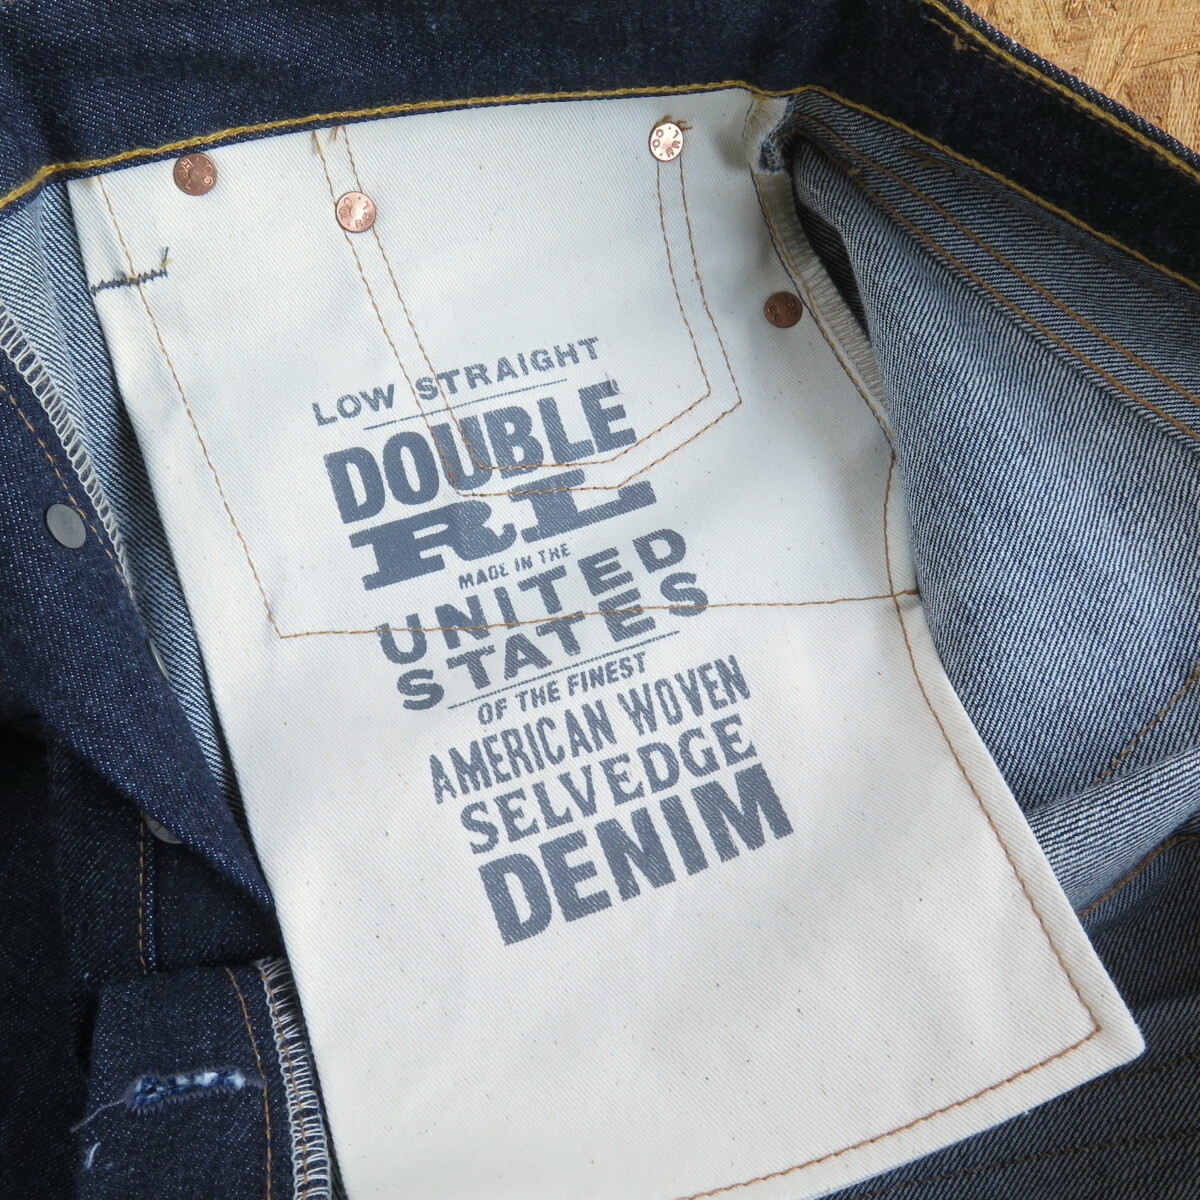 LOW STRAIGHT
DOUBLE
RL
MADE IN THE
UNITED
STATES
OF THE FINEST
AMERICAN WOVEN
SELVEDGE
DENIM